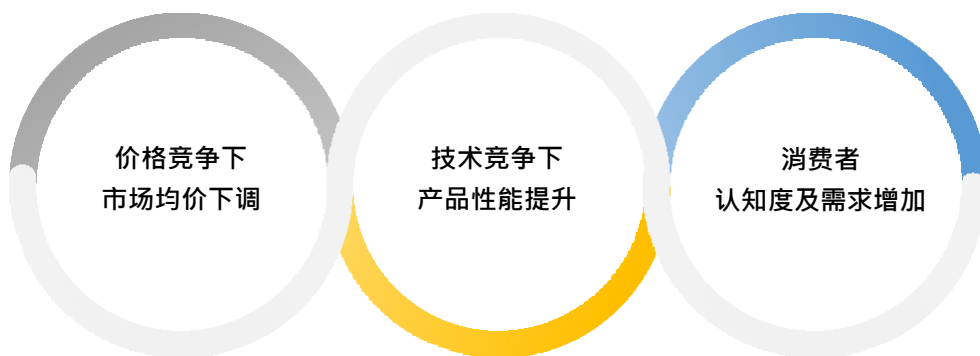 价格竞争下
市场均价下调
技术竞争下
产品性能提升
消费者
认知度及需求增加